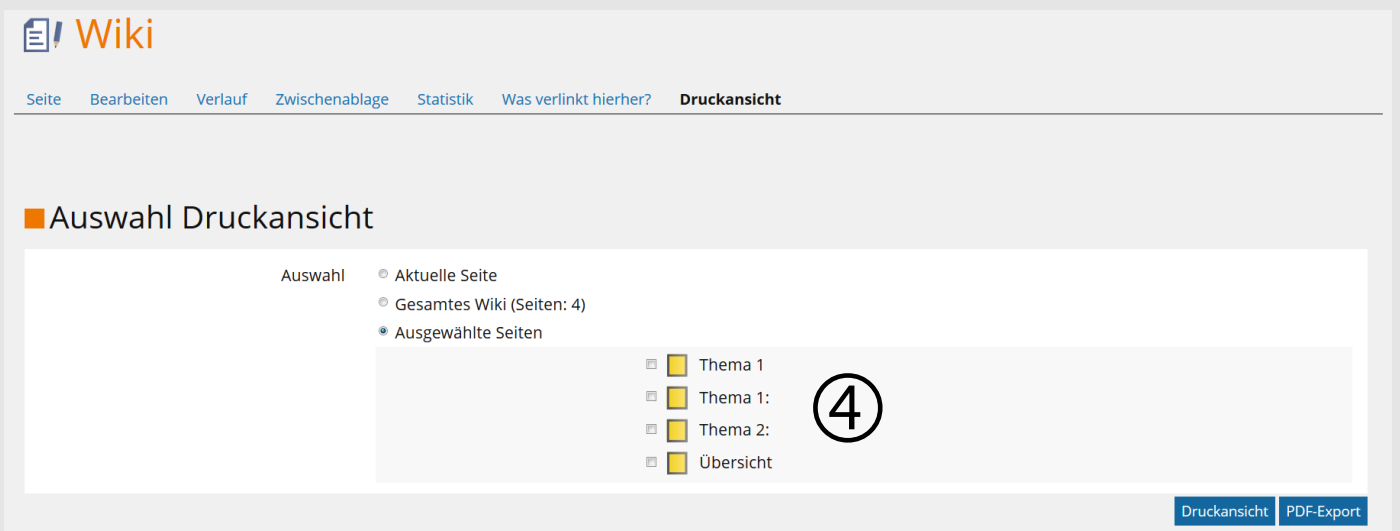 Wiki
Seite Bearbeiten Verlauf Zwischenablage Statistik Was verlinkt hierher? Druckansicht
Auswahl Druckansicht
Auswahl Aktuelle Seite
Gesamtes Wiki (Seiten: 4)
Ausgewählte Seiten
Thema 1
Thema 1:
④
Thema 2:
Übersicht
Druckansicht PDF-Export